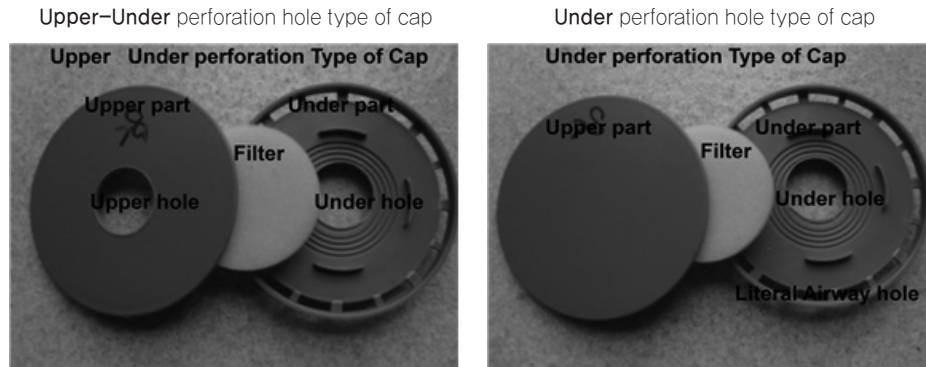 Upper-Under perforation hole type of cap
Under perforation hole type of cap
Upper Under perforation Type of Cap
Upper part
Under part
Filter
Upper hole
Under hole
Under perforation Type of Cap
Upper part
Under part
Filter
Under hole
Literal Airway hole